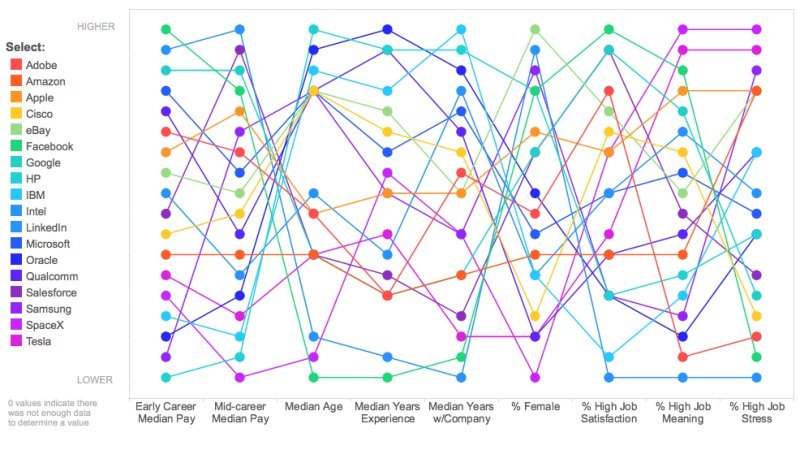 HIGHER
Select:
Adobe
Amazon
Apple
Cisco
eBay
Facebook
Google
HP
IBM
Intel
LinkedIn
Microsoft
Oracle
Qualcomm
Salesforce
Samsung
SpaceX
Tesla
LOWER
0 values indicate there
was not enough data
to determine a value
Early Career
Median Pay
Mid-career
Median Pay
Median Age
Median Years
Experience
Median Years
w/Company
% Female
% High Job
Satisfaction
% High Job
Meaning
% High Job
Stress